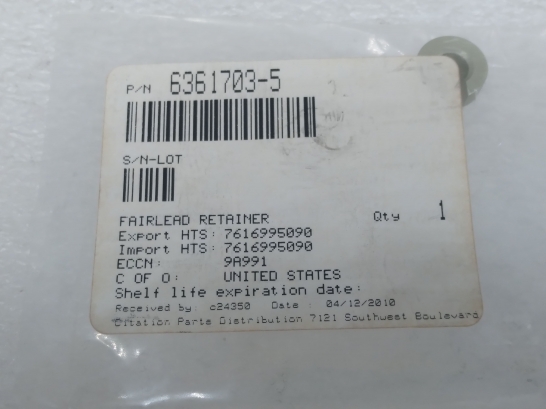 P/N 6361703-5
S/N-LOT
FAIRLEAD RETAINER Qty 1
Export HTS: 7616995090
Import HTS: 7616995090
ECCN: 9A991
C OF O: UNITED STATES
Shelf life expiration date:
Received by: c24350 Date : 04/12/2010
Citation Parts Distribution 7121 Southwest Boulevard